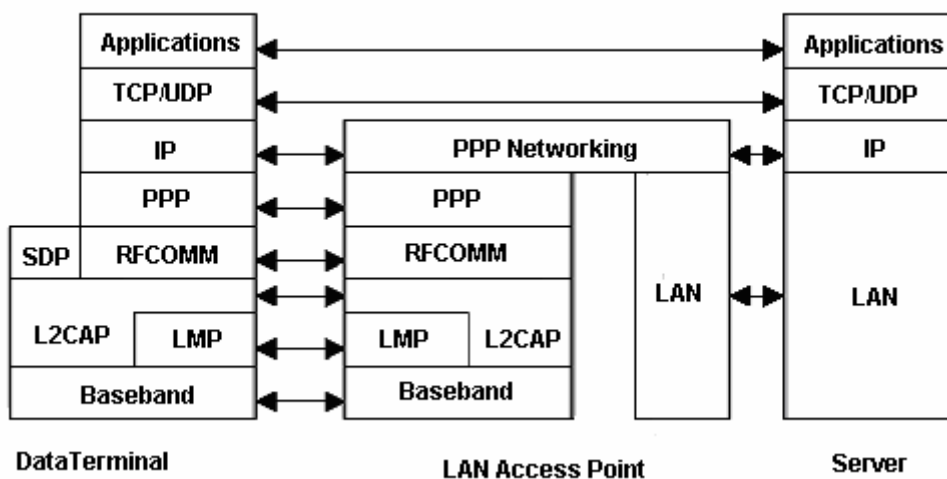 Applications
TCP/UDP
IP
PPP
SDP
RFCOMM
L2CAP
LMP
Baseband
DataTerminal
PPP Networking
PPP
RFCOMM
LMP
L2CAP
Baseband
LAN
LAN Access Point
Applications
TCP/UDP
IP
LAN
Server